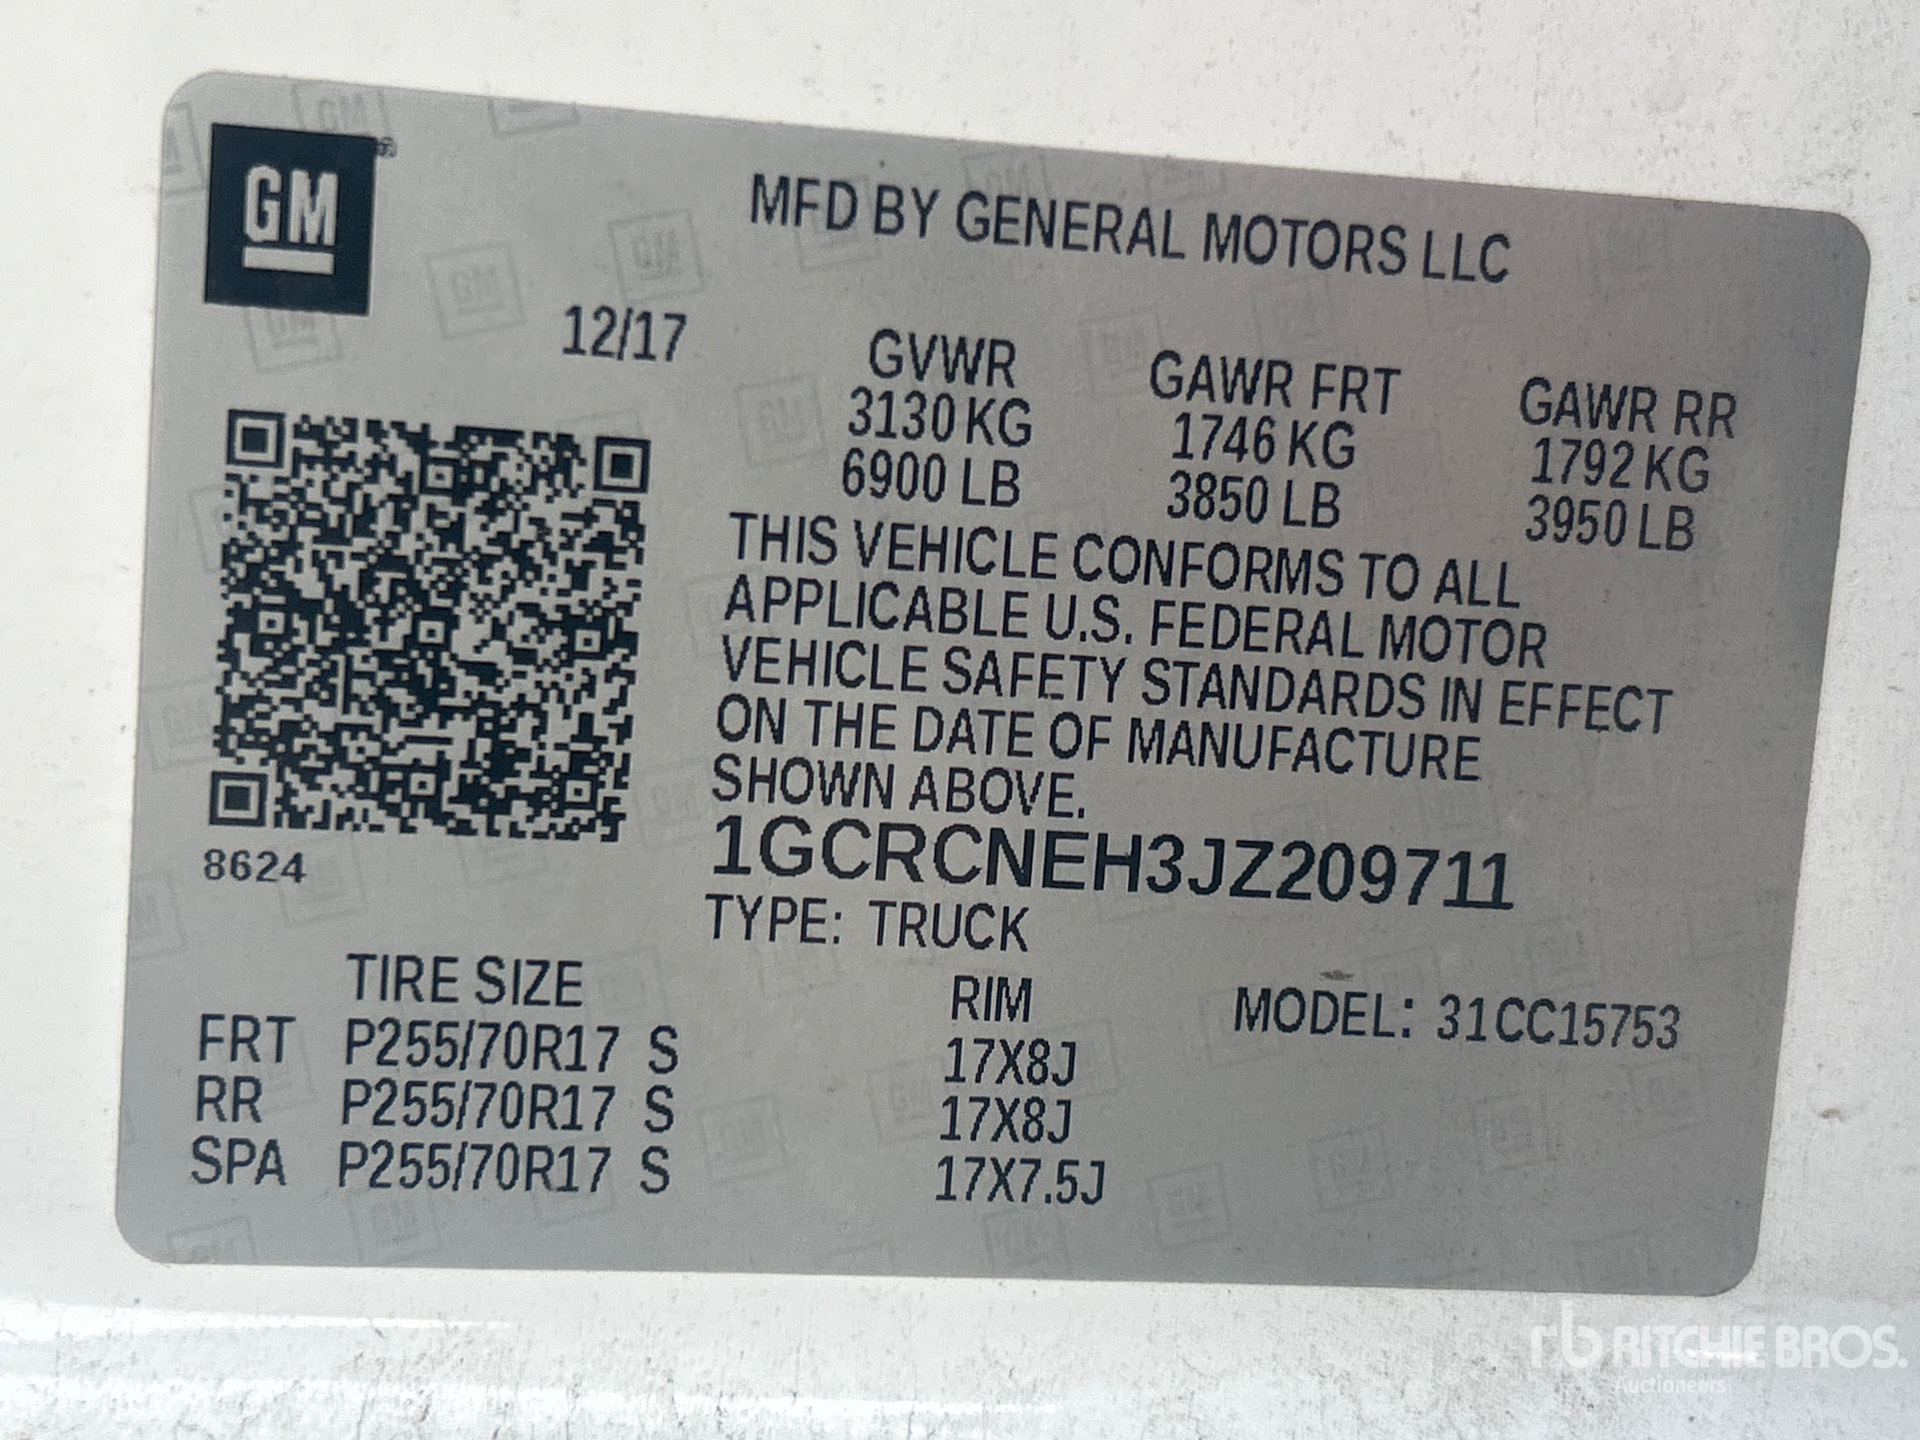 GM
MFD BY GENERAL MOTORS LLC
12/17
GVWR GAWR FRT GAWR RR
3130 KG 1746 KG 1792 KG
6900 LB 3850 LB 3950 LB
THIS VEHICLE CONFORMS TO ALL
APPLICABLE U.S. FEDERAL MOTOR
VEHICLE SAFETY STANDARDS IN EFFECT
ON THE DATE OF MANUFACTURE
SHOWN ABOVE.
1GCRCNEH3JZ209711
8624
TYPE: TRUCK
TIRE SIZE RIM MODEL: 31CC15753
FRT P255/70R17 S 17X8J
RR P255/70R17 S 17X8J
SPA P255/70R17 S 17X7.5J
rb RITCHIE BROS.
Auctioneers